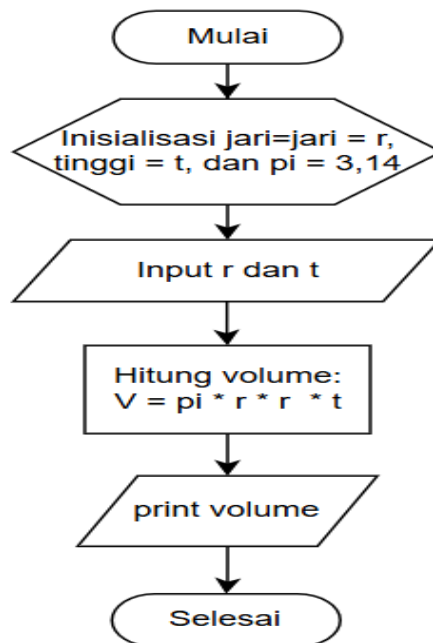 Mulai
Inisialisasi jari=jari = r,
tinggi = t, dan pi = 3,14
Input r dan t
Hitung volume:
V = pi * r * r * t
print volume
Selesai